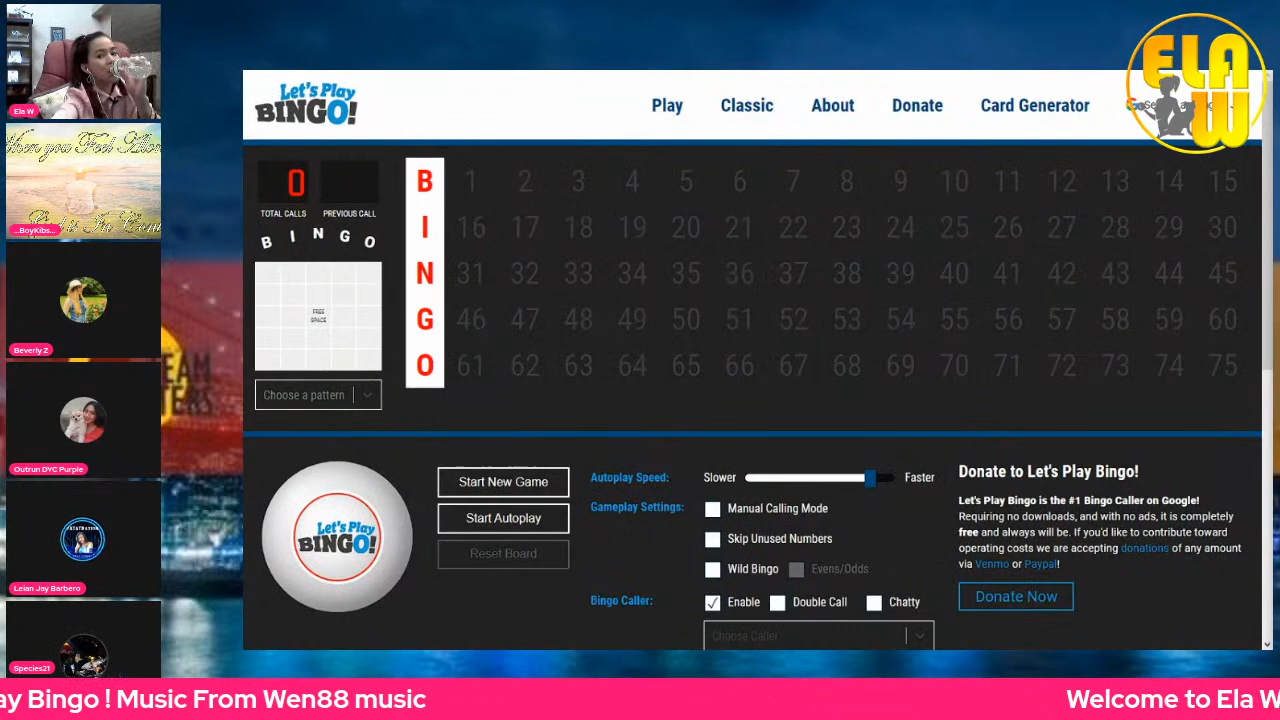 Ela W
When you Feel Alone
...BoyKibs...
Beverly Z
Outrun DYC Purple
Leian Jay Barbero
Species21
Let's Play
BINGO!
Play
Classic
About
Donate
Card Generator
ELA
W
0
TOTAL CALLS
PREVIOUS CALL
B I N G O
FREE
SPACE
Choose a pattern
B 1 2 3 4 5 6 7 8 9 10 11 12 13 14 15
I 16 17 18 19 20 21 22 23 24 25 26 27 28 29 30
N 31 32 33 34 35 36 37 38 39 40 41 42 43 44 45
G 46 47 48 49 50 51 52 53 54 55 56 57 58 59 60
O 61 62 63 64 65 66 67 68 69 70 71 72 73 74 75
Let's Play
BINGO!
Start New Game
Start Autoplay
Reset Board
Autoplay Speed:
Slower
Faster
Gameplay Settings:
Manual Calling Mode
Skip Unused Numbers
Wild Bingo
Evens/Odds
Bingo Caller:
Enable
Double Call
Chatty
Choose Caller
Donate to Let's Play Bingo!
Let's Play Bingo is the #1 Bingo Caller on Google!
Requiring no downloads, and with no ads, it is completely
free and always will be. If you'd like to contribute toward
operating costs we are accepting donations of any amount
via Venmo or Paypal!
Donate Now
ay Bingo ! Music From Wen88 music
Welcome to Ela W